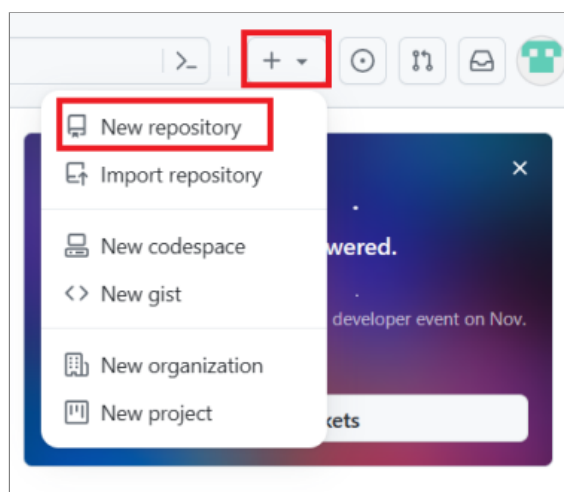 New repository
Import repository
wered.
New codespace
New gist
developer event on Nov.
New organization
New project
kets